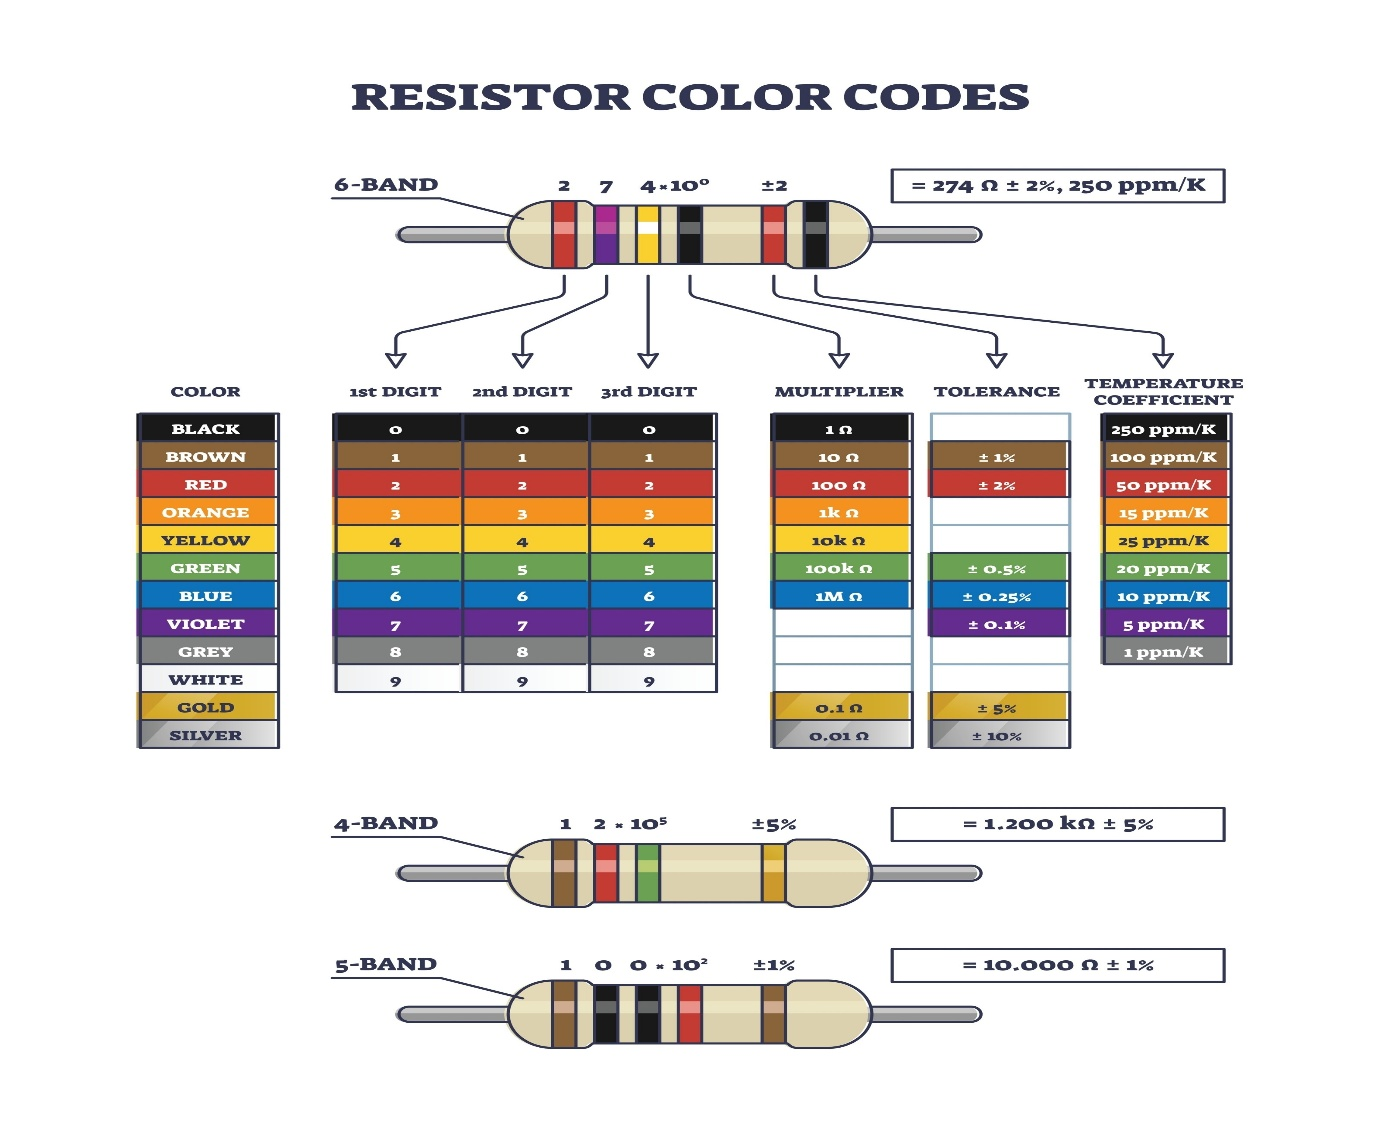 RESISTOR COLOR CODES
6-BAND 2 7 4×10⁰ ±2 = 274 Ω ± 2%, 250 ppm/K
COLOR 1st DIGIT 2nd DIGIT 3rd DIGIT MULTIPLIER TOLERANCE TEMPERATURE COEFFICIENT
BLACK 0 0 0 1 Ω 250 ppm/K
BROWN 1 1 1 10 Ω ± 1% 100 ppm/K
RED 2 2 2 100 Ω ± 2% 50 ppm/K
ORANGE 3 3 3 1k Ω 15 ppm/K
YELLOW 4 4 4 10k Ω 25 ppm/K
GREEN 5 5 5 100k Ω ± 0.5% 20 ppm/K
BLUE 6 6 6 1M Ω ± 0.25% 10 ppm/K
VIOLET 7 7 7 ± 0.1% 5 ppm/K
GREY 8 8 8 1 ppm/K
WHITE 9 9 9
GOLD 0.1 Ω ± 5%
SILVER 0.01 Ω ± 10%
4-BAND 1 2 × 10⁵ ±5% = 1.200 kΩ ± 5%
5-BAND 1 0 0 × 10² ±1% = 10.000 Ω ± 1%